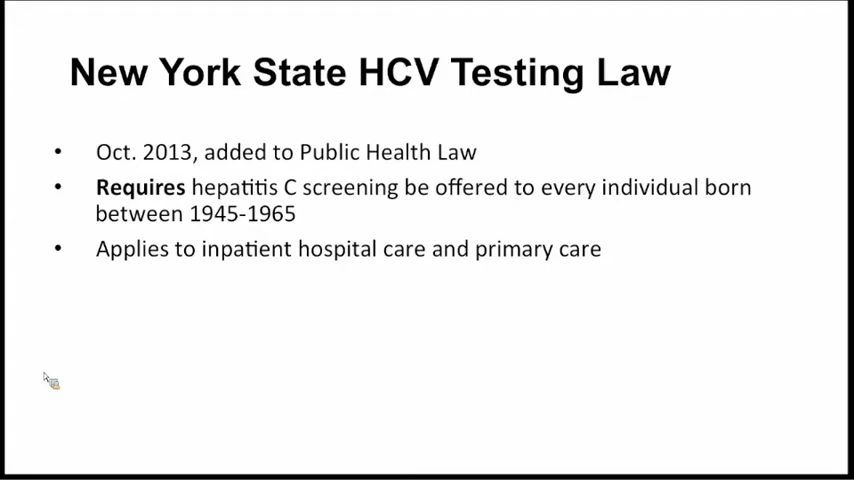 New York State HCV Testing Law
• Oct. 2013, added to Public Health Law
• Requires hepatitis C screening be offered to every individual born
between 1945-1965
• Applies to inpatient hospital care and primary care